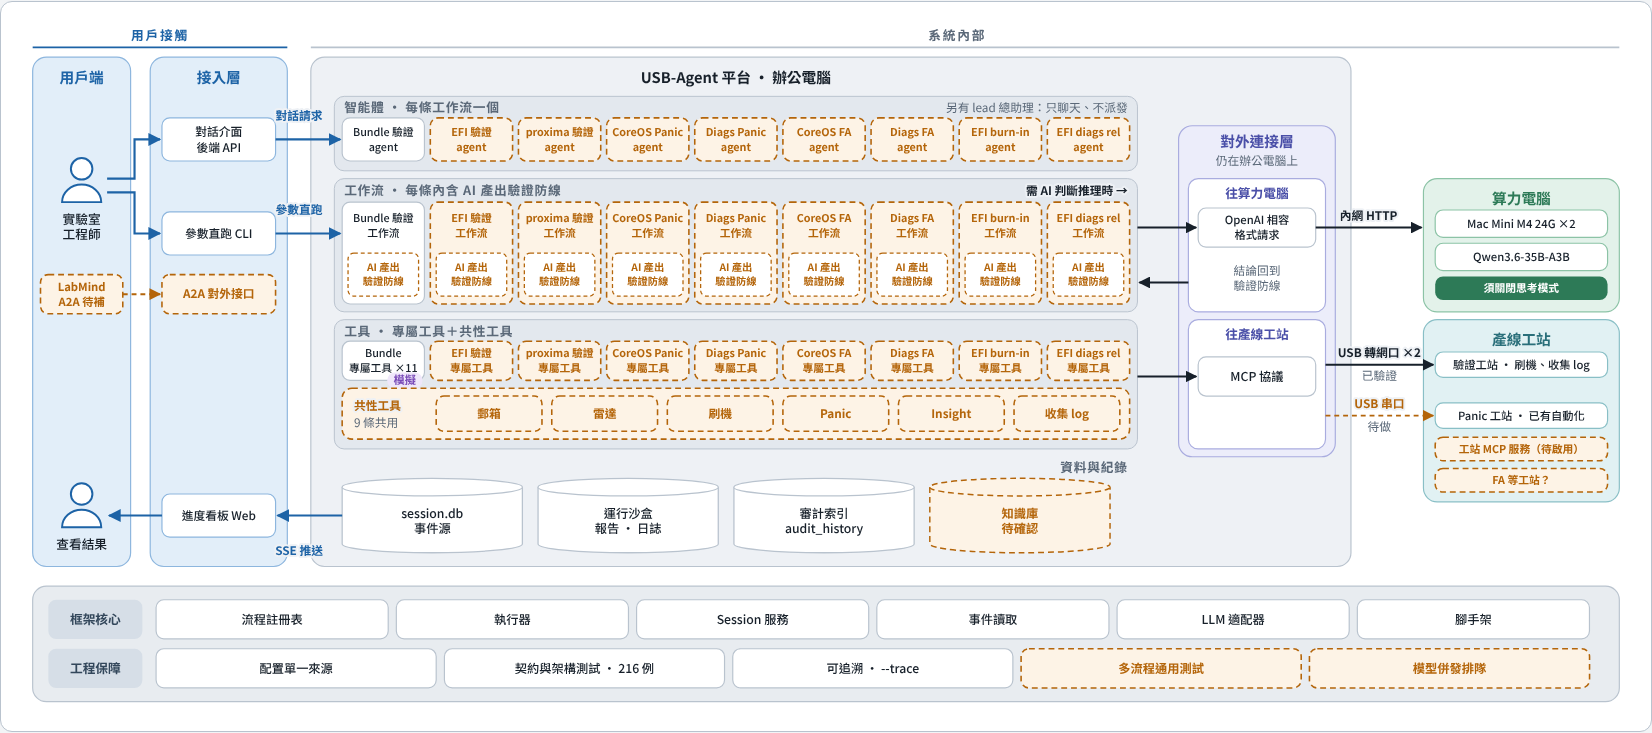 用戶接觸
系統內部
用戶端
接入層
USB-Agent 平台 · 辦公電腦
智能體 · 每條工作流一個
另有 lead 總助理：只聊天、不派發
對話請求
對話介面
後端 API
Bundle 驗證
agent
EFI 驗證
agent
proxima 驗證
agent
CoreOS Panic
agent
Diags Panic
agent
CoreOS FA
agent
Diags FA
agent
EFI burn-in
agent
EFI diags rel
agent
實驗室
工程師
參數直跑
參數直跑 CLI
工作流 · 每條內含 AI 產出驗證防線
需 AI 判斷推理時 →
Bundle 驗證
工作流
AI 產出
驗證防線
EFI 驗證
工作流
AI 產出
驗證防線
proxima 驗證
工作流
AI 產出
驗證防線
CoreOS Panic
工作流
AI 產出
驗證防線
Diags Panic
工作流
AI 產出
驗證防線
CoreOS FA
工作流
AI 產出
驗證防線
Diags FA
工作流
AI 產出
驗證防線
EFI burn-in
工作流
AI 產出
驗證防線
EFI diags rel
工作流
AI 產出
驗證防線
LabMind
A2A 待補
A2A 對外接口
工具 · 專屬工具＋共性工具
Bundle
專屬工具 ×11
模擬
EFI 驗證
專屬工具
proxima 驗證
專屬工具
CoreOS Panic
專屬工具
Diags Panic
專屬工具
CoreOS FA
專屬工具
Diags FA
專屬工具
EFI burn-in
專屬工具
EFI diags rel
專屬工具
共性工具
9 條共用
郵箱
雷達
刷機
Panic
Insight
收集 log
對外連接層
仍在辦公電腦上
往算力電腦
OpenAI 相容
格式請求
結論回到
驗證防線
往產線工站
MCP 協議
內網 HTTP
算力電腦
Mac Mini M4 24G ×2
Qwen3.6-35B-A3B
須關閉思考模式
USB 轉網口 ×2
已驗證
USB 串口
待做
產線工站
驗證工站 · 刷機、收集 log
Panic 工站 · 已有自動化
工站 MCP 服務（待啟用）
FA 等工站？
資料與紀錄
查看結果
進度看板 Web
SSE 推送
session.db
事件源
運行沙盒
報告 · 日誌
審計索引
audit_history
知識庫
待確認
框架核心
流程註冊表
執行器
Session 服務
事件讀取
LLM 適配器
腳手架
工程保障
配置單一來源
契約與架構測試 · 216 例
可追溯 · --trace
多流程通用測試
模型併發排隊